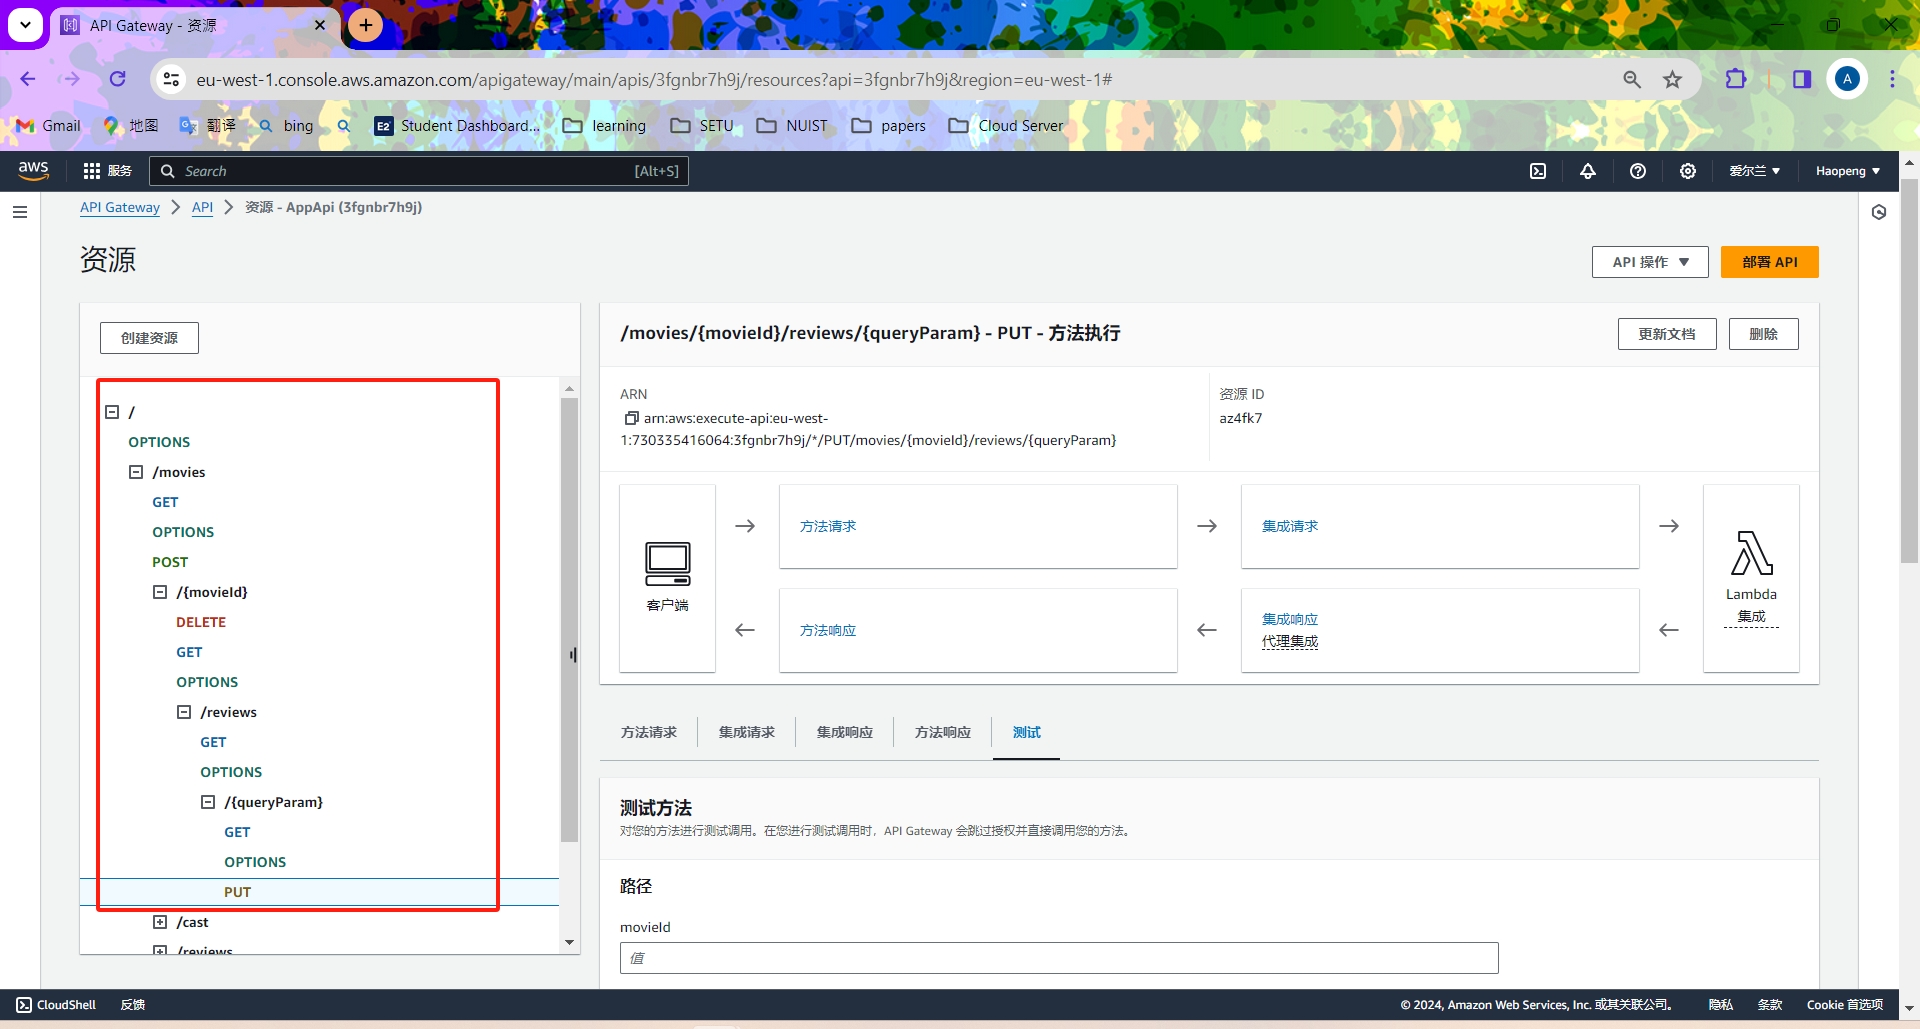 API Gateway - 资源
eu-west-1.console.aws.amazon.com/apigateway/main/apis/3fgnbr7h9j/resources?api=3fgnbr7h9j&region=eu-west-1#
A
Gmail 地图 翻译 bing E2 Student Dashboard... learning SETU NUIST papers Cloud Server
aws 服务 Search [Alt+S] 爱尔兰 Haopeng
API Gateway API 资源 - AppApi (3fgnbr7h9j)
资源
API 操作 部署 API
创建资源
/
OPTIONS
/movies
GET
OPTIONS
POST
/{movieId}
DELETE
GET
OPTIONS
/reviews
GET
OPTIONS
/{queryParam}
GET
OPTIONS
PUT
/cast
/reviews
/movies/{movieId}/reviews/{queryParam} - PUT - 方法执行
更新文档 删除
ARN
arn:aws:execute-api:eu-west-
1:730335416064:3fgnbr7h9j/*/PUT/movies/{movieId}/reviews/{queryParam}
资源 ID
az4fk7
客户端
方法请求
集成请求
方法响应
集成响应
代理集成
Lambda
集成
方法请求 集成请求 集成响应 方法响应 测试
测试方法
对您的方法进行测试调用。在您进行测试调用时，API Gateway 会跳过授权并直接调用您的方法。
路径
movieId
值
CloudShell 反馈 © 2024, Amazon Web Services, Inc. 或其关联公司。 隐私 条款 Cookie 首选项